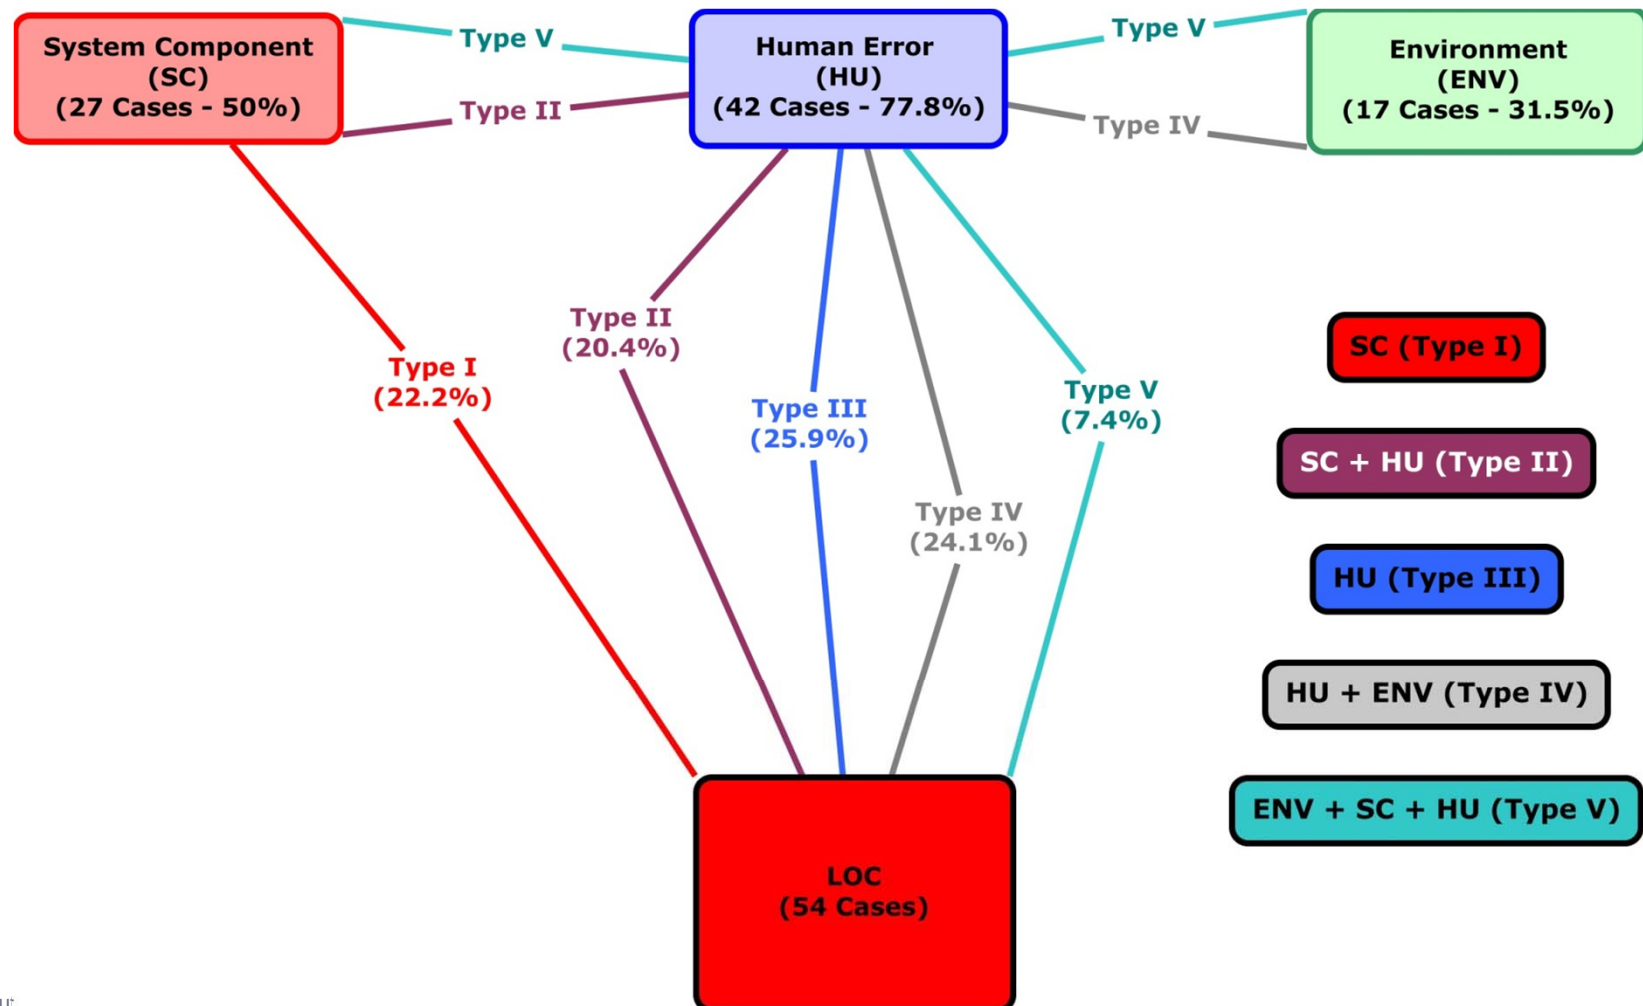 System Component
(SC)
(27 Cases - 50%)
Type V
Type II
Human Error
(HU)
(42 Cases - 77.8%)
Type V
Type IV
Environment
(ENV)
(17 Cases - 31.5%)
Type I
(22.2%)
Type II
(20.4%)
Type III
(25.9%)
Type IV
(24.1%)
Type V
(7.4%)
SC (Type I)
SC + HU (Type II)
HU (Type III)
HU + ENV (Type IV)
ENV + SC + HU (Type V)
LOC
(54 Cases)